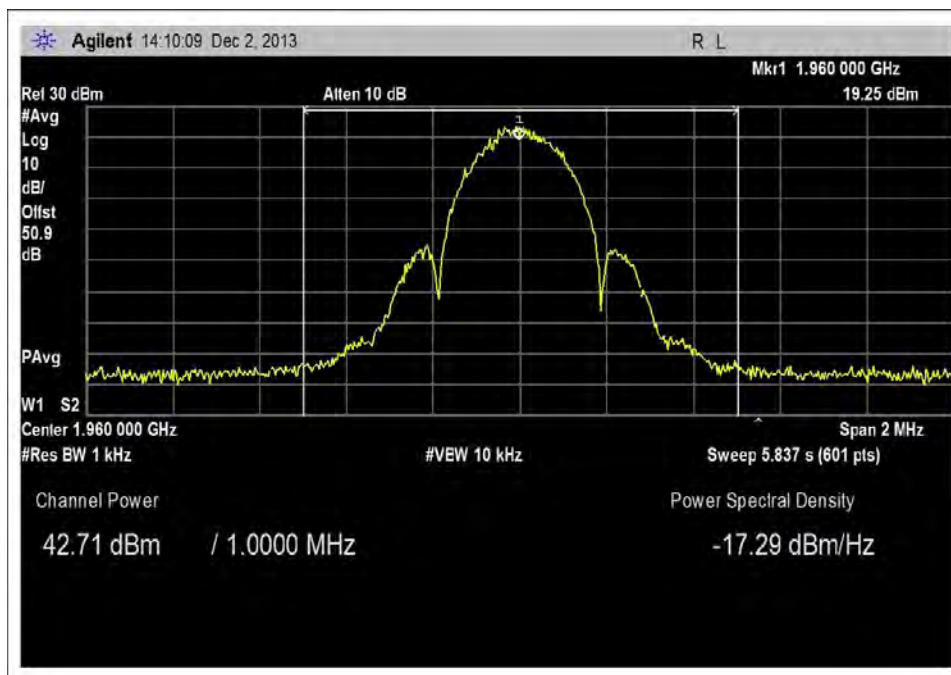 Agilent 14:10:09 Dec 2, 2013 R L
Mkr1 1.960 000 GHz
Ref 30 dBm Atten 10 dB 19.25 dBm
#Avg
Log
10
dB/
Offst
50.9
dB
1
PAvg
W1 S2
Center 1.960 000 GHz Span 2 MHz
#Res BW 1 kHz #VBW 10 kHz Sweep 5.837 s (601 pts)
Channel Power Power Spectral Density
42.71 dBm / 1.0000 MHz -17.29 dBm/Hz